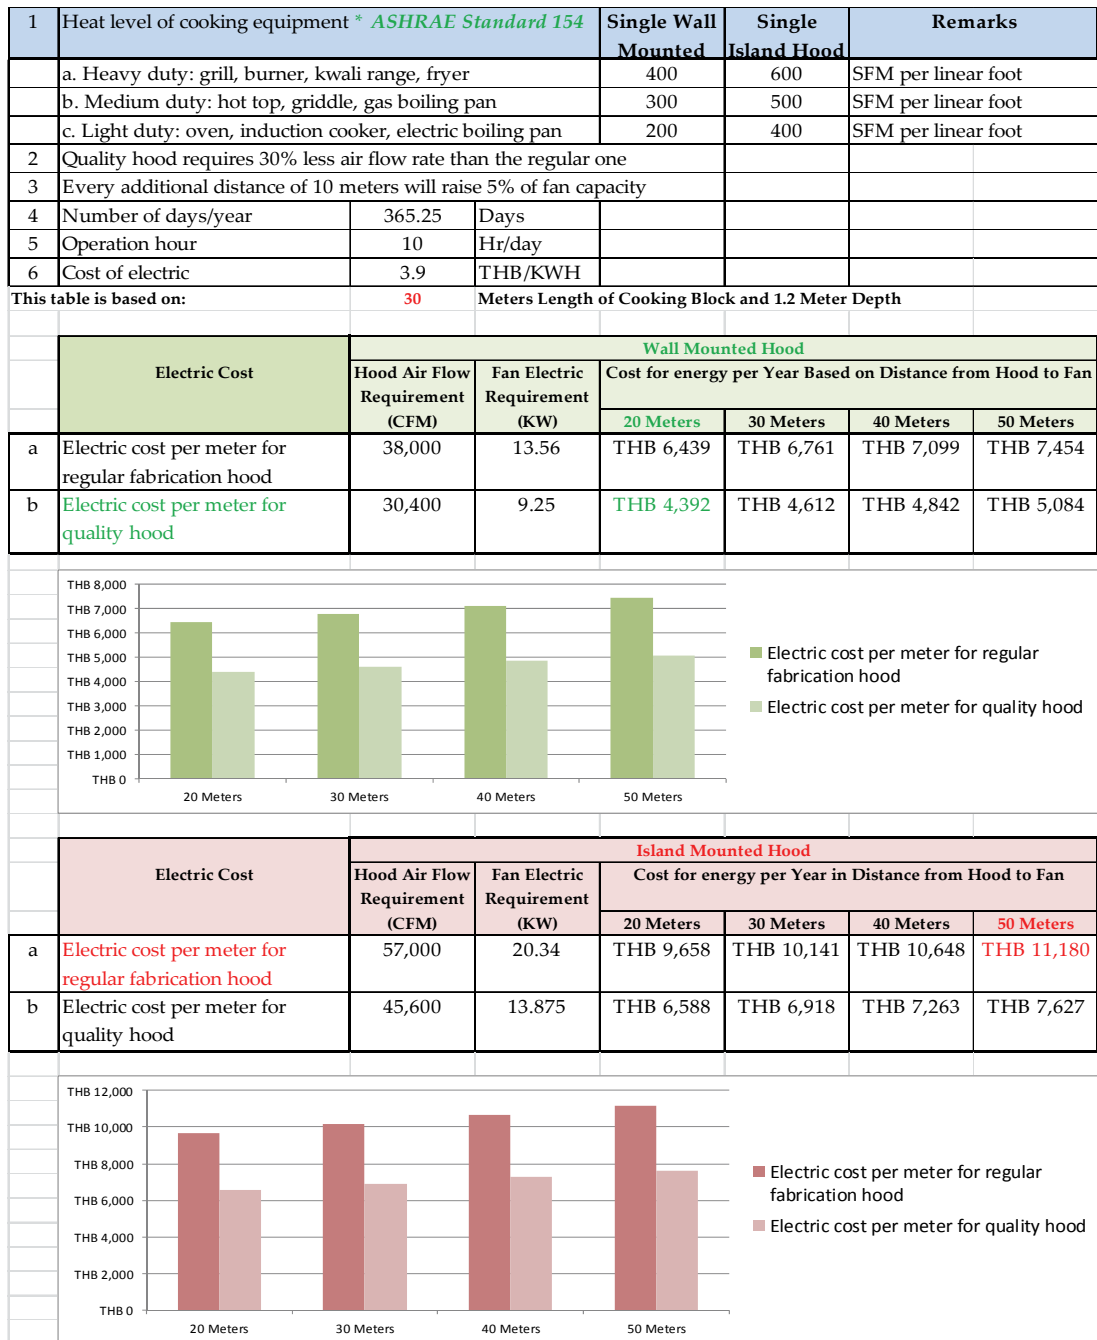 1 Heat level of cooking equipment * ASHRAE Standard 154 Single Wall Mounted Single Island Hood Remarks
a. Heavy duty: grill, burner, kwali range, fryer 400 600 SFM per linear foot
b. Medium duty: hot top, griddle, gas boiling pan 300 500 SFM per linear foot
c. Light duty: oven, induction cooker, electric boiling pan 200 400 SFM per linear foot
2 Quality hood requires 30% less air flow rate than the regular one
3 Every additional distance of 10 meters will raise 5% of fan capacity
4 Number of days/year 365.25 Days
5 Operation hour 10 Hr/day
6 Cost of electric 3.9 THB/KWH
This table is based on: 30 Meters Length of Cooking Block and 1.2 Meter Depth
Wall Mounted Hood
Electric Cost Hood Air Flow Fan Electric Cost for energy per Year Based on Distance from Hood to Fan
Requirement Requirement
(CFM) (KW) 20 Meters 30 Meters 40 Meters 50 Meters
a Electric cost per meter for 38,000 13.56 THB 6,439 THB 6,761 THB 7,099 THB 7,454
regular fabrication hood
b Electric cost per meter for 30,400 9.25 THB 4,392 THB 4,612 THB 4,842 THB 5,084
quality hood
THB 8,000
THB 7,000
THB 6,000
THB 5,000
THB 4,000
THB 3,000
THB 2,000
THB 1,000
THB 0
20 Meters 30 Meters 40 Meters 50 Meters
Electric cost per meter for regular
fabrication hood
Electric cost per meter for quality hood
Island Mounted Hood
Electric Cost Hood Air Flow Fan Electric Cost for energy per Year in Distance from Hood to Fan
Requirement Requirement
(CFM) (KW) 20 Meters 30 Meters 40 Meters 50 Meters
a Electric cost per meter for 57,000 20.34 THB 9,658 THB 10,141 THB 10,648 THB 11,180
regular fabrication hood
b Electric cost per meter for 45,600 13.875 THB 6,588 THB 6,918 THB 7,263 THB 7,627
quality hood
THB 12,000
THB 10,000
THB 8,000
THB 6,000
THB 4,000
THB 2,000
THB 0
20 Meters 30 Meters 40 Meters 50 Meters
Electric cost per meter for regular
fabrication hood
Electric cost per meter for quality hood